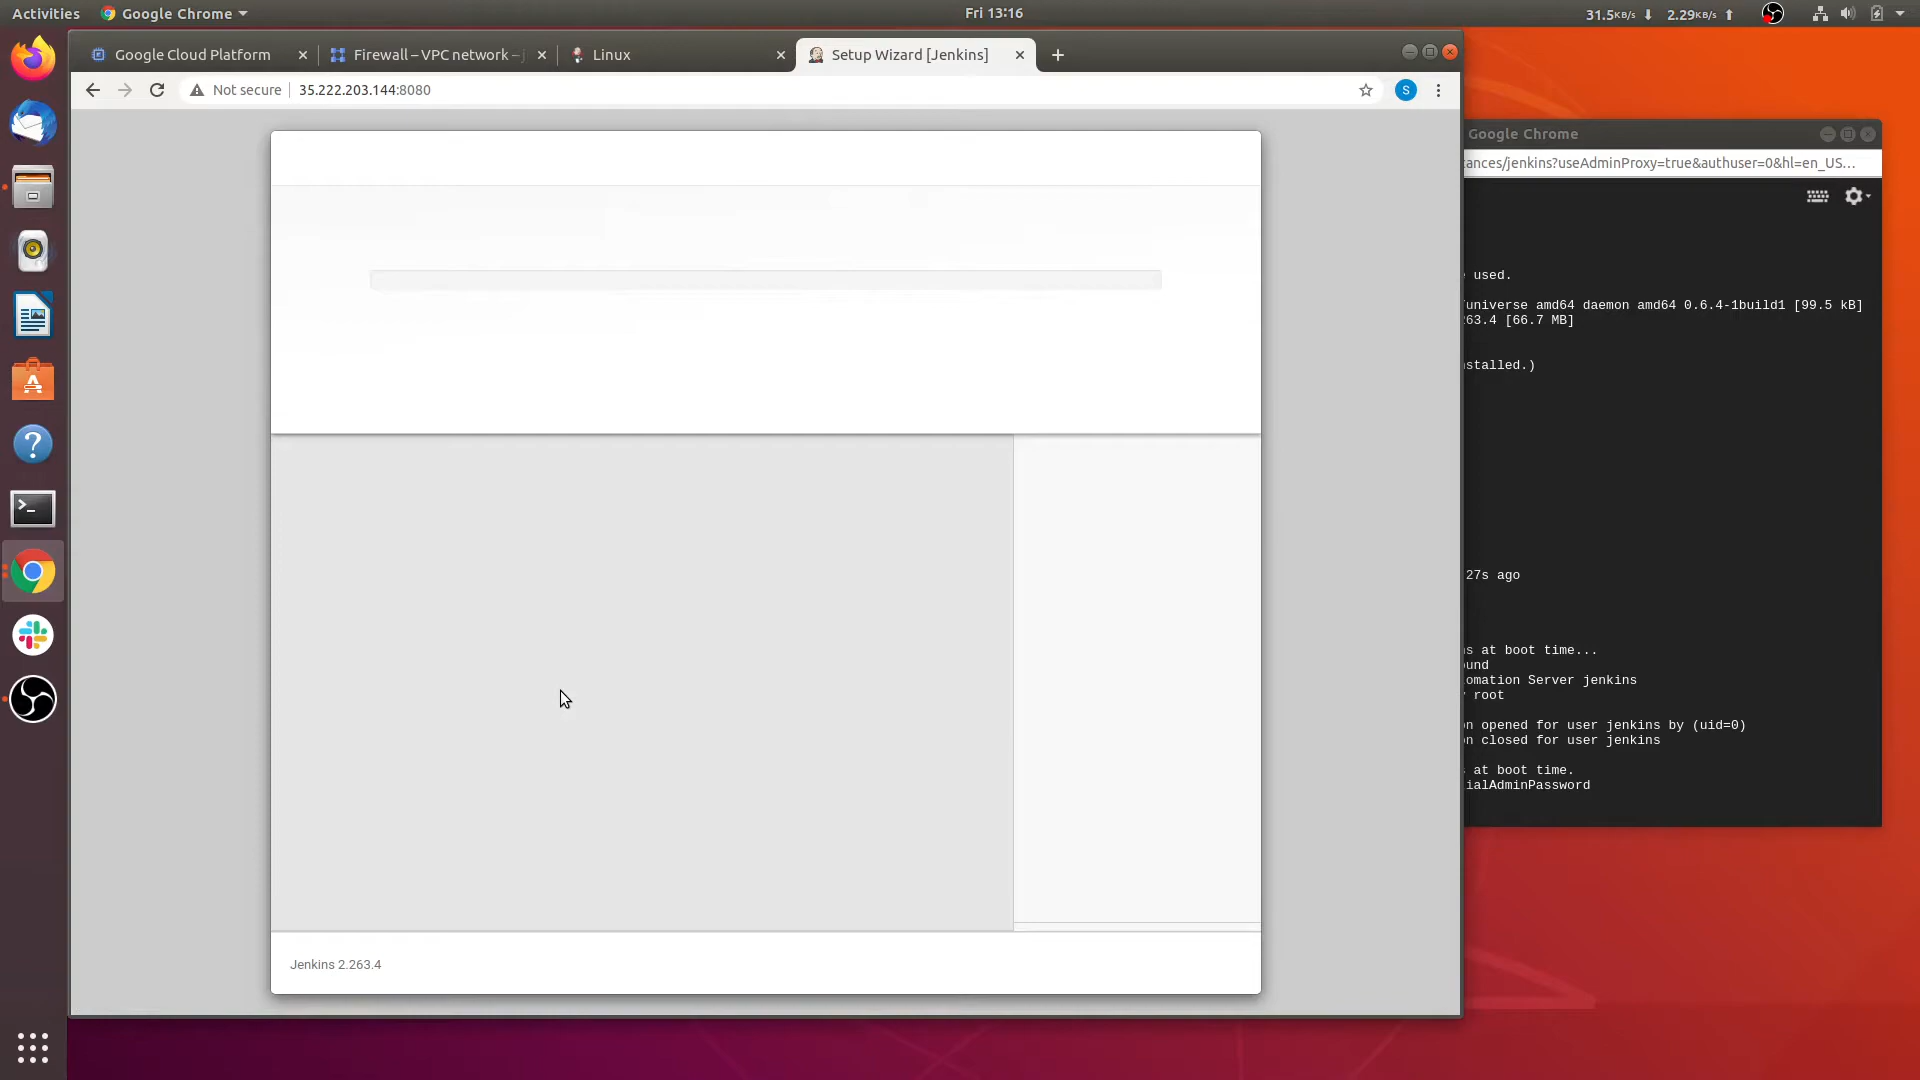 Activities
Google Chrome
Fri 13:16
31.5KB/s
2.29KB/s
Google Cloud Platform
Firewall – VPC network –
Linux
Setup Wizard [Jenkins]
Not secure
35.222.203.144:8080
S
Google Chrome
tances/jenkins?useAdminProxy=true&authuser=0&hl=en_US...
used.
/universe amd64 daemon amd64 0.6.4-1build1 [99.5 kB]
63.4 [66.7 MB]
stalled.)
27s ago
s at boot time...
und
omation Server jenkins
root
n opened for user jenkins by (uid=0)
n closed for user jenkins
s at boot time.
ialAdminPassword
Jenkins 2.263.4